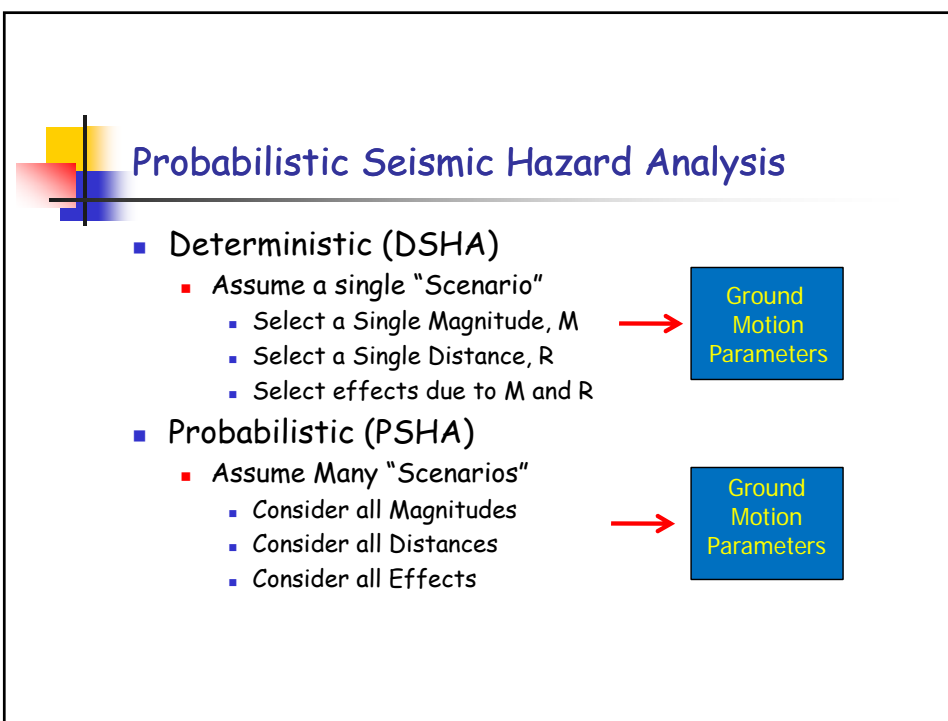 Probabilistic Seismic Hazard Analysis
Deterministic (DSHA)
Assume a single “Scenario”
Select a Single Magnitude, M
Select a Single Distance, R
Select effects due to M and R
Ground
Motion
Parameters
Probabilistic (PSHA)
Assume Many “Scenarios”
Consider all Magnitudes
Consider all Distances
Consider all Effects
Ground
Motion
Parameters